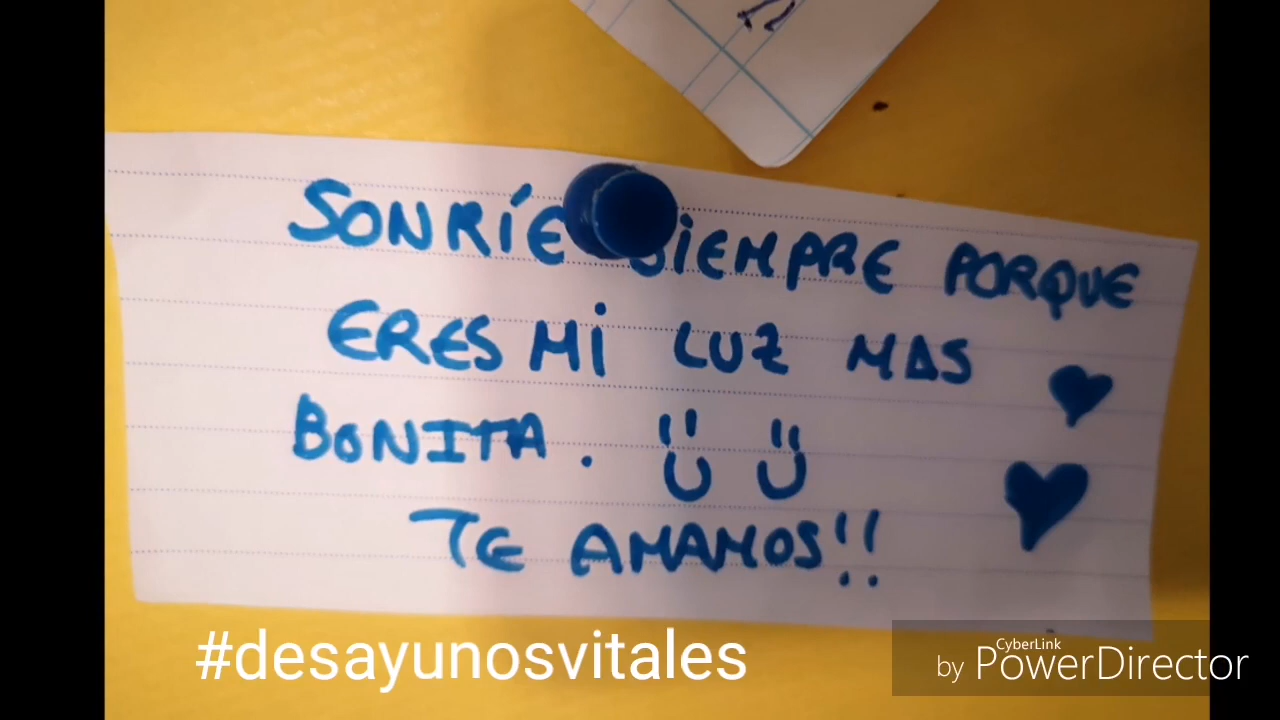 SONRÍE SIEMPRE PORQUE
ERES MI LUZ MAS
BONITA.
TE AMAMOS!!
#desayunosvitales
CyberLink
by PowerDirector